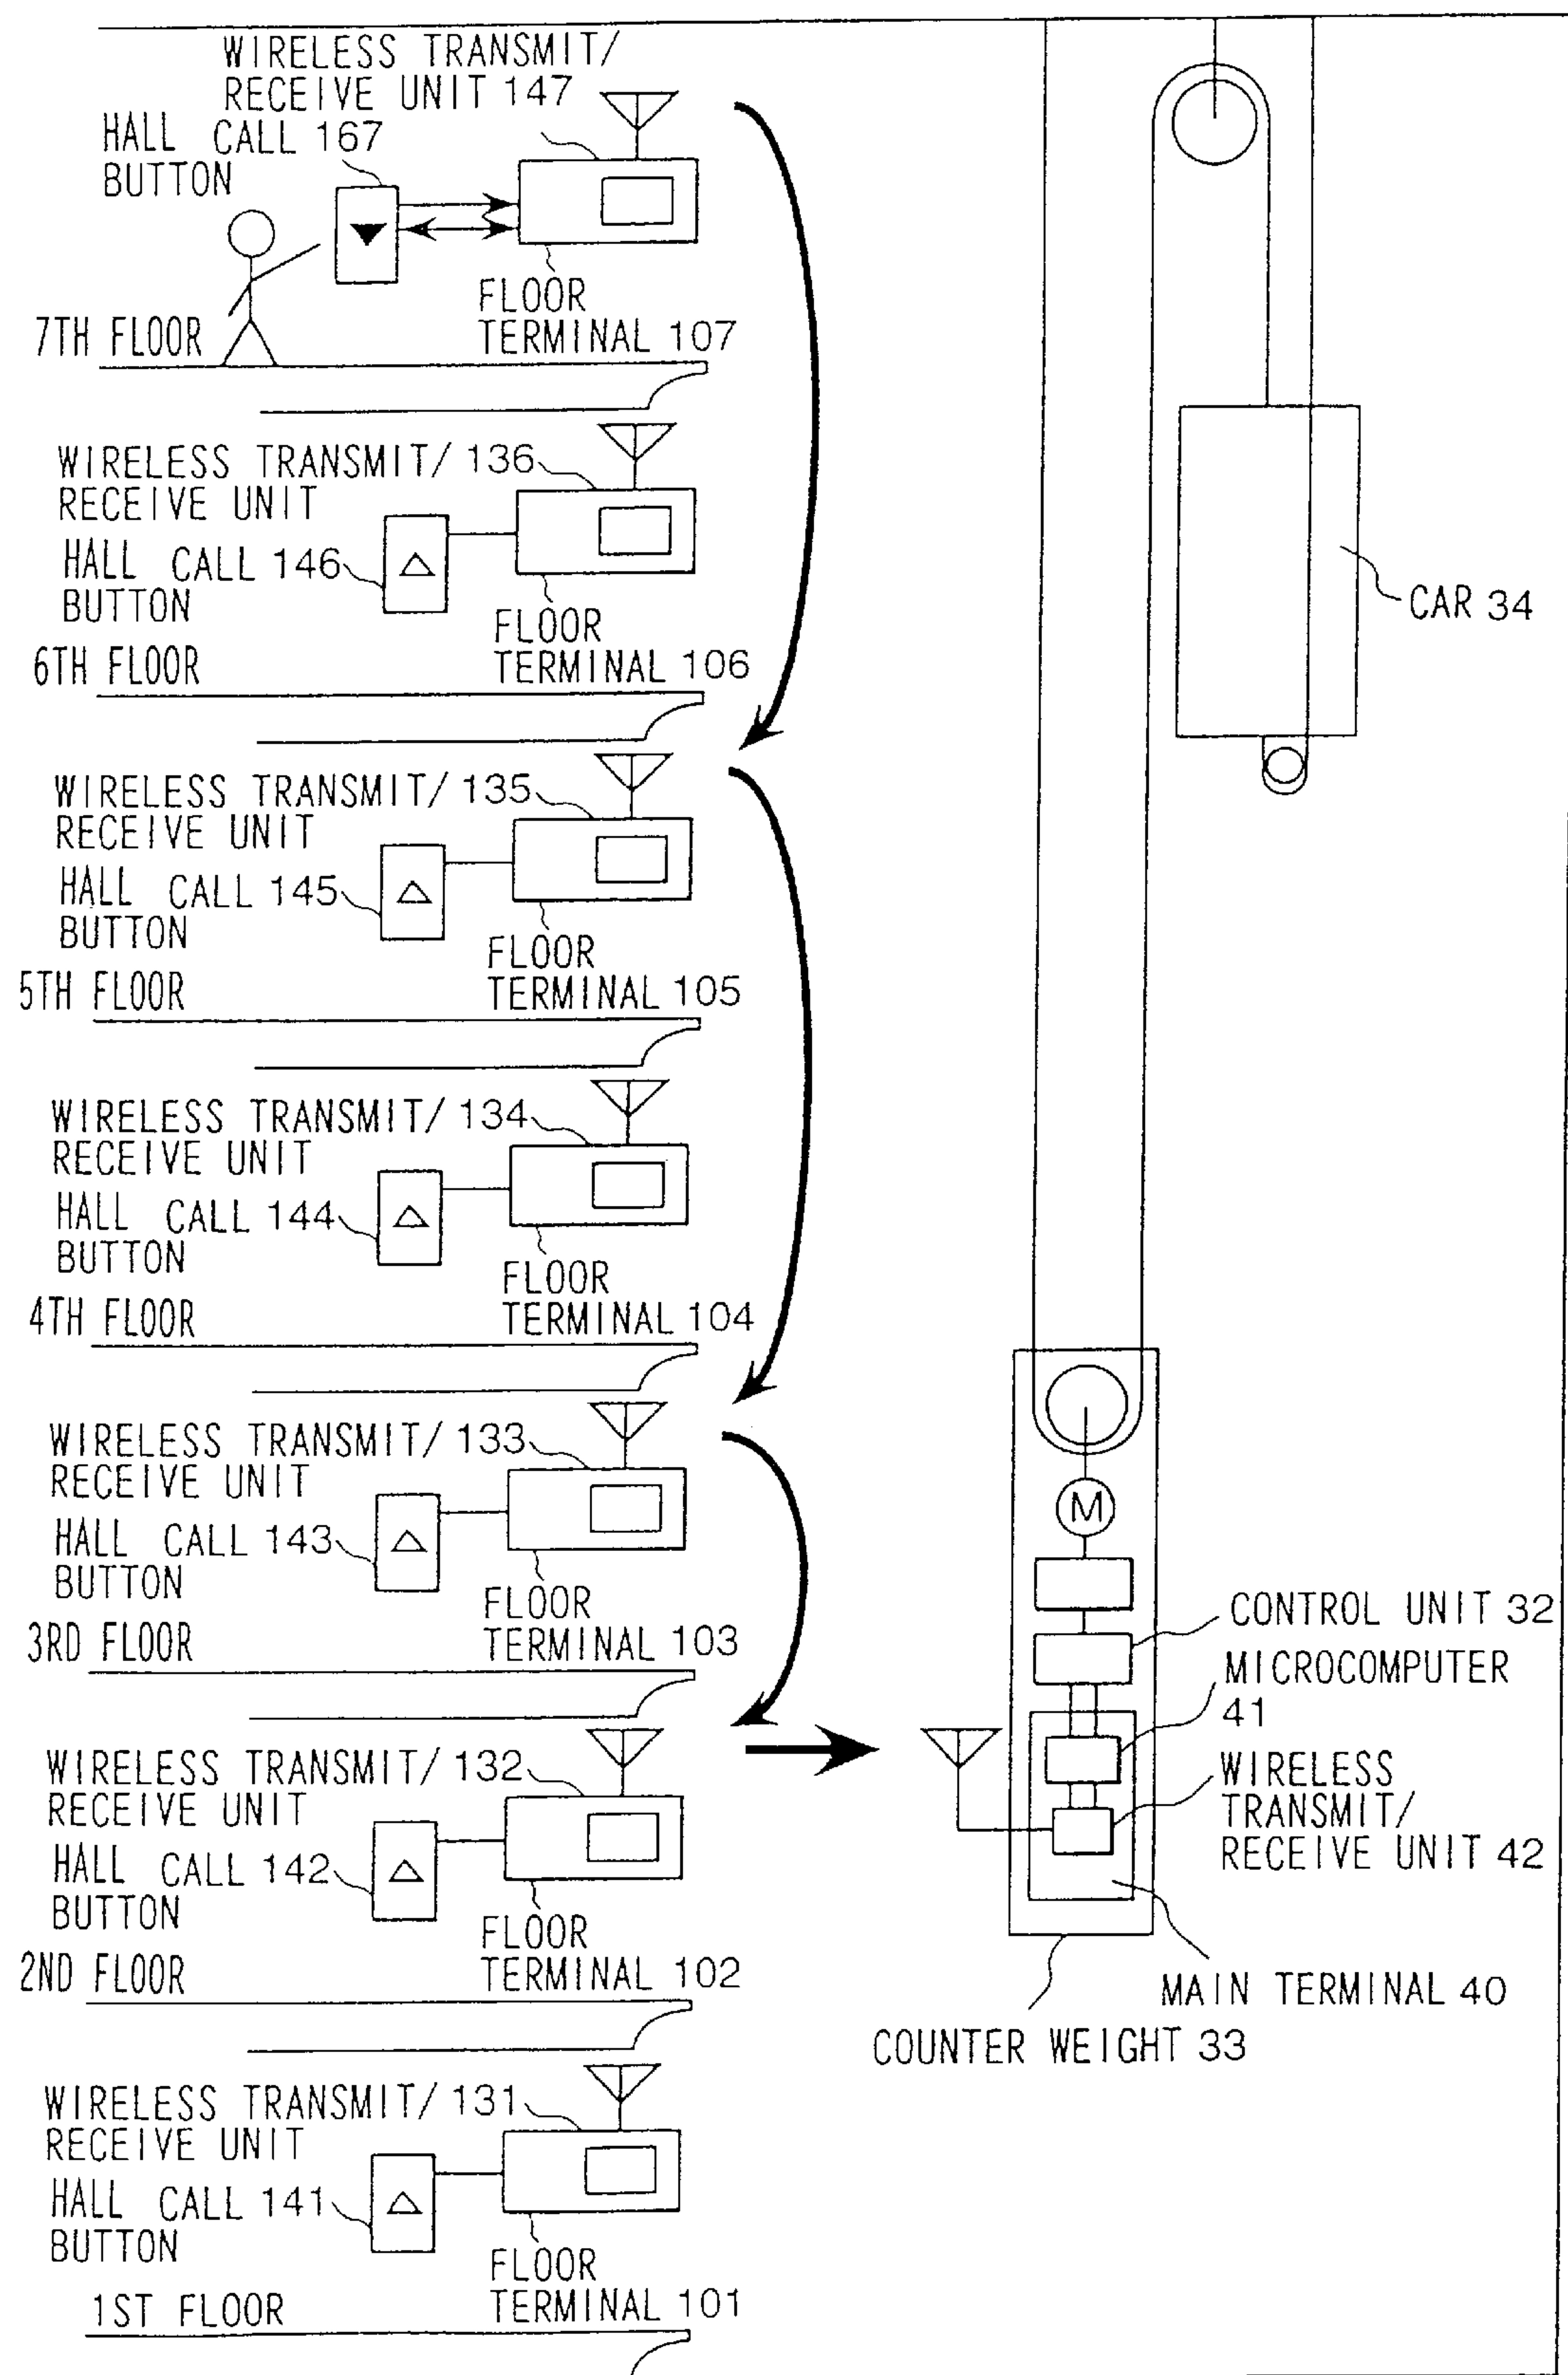 WIRELESS TRANSMIT/
RECEIVE UNIT 147
HALL CALL 167
BUTTON
FLOOR
TERMINAL 107
7TH FLOOR
WIRELESS TRANSMIT/ 136
RECEIVE UNIT
HALL CALL 146
BUTTON
FLOOR
TERMINAL 106
6TH FLOOR
CAR 34
WIRELESS TRANSMIT/ 135
RECEIVE UNIT
HALL CALL 145
BUTTON
FLOOR
TERMINAL 105
5TH FLOOR
WIRELESS TRANSMIT/ 134
RECEIVE UNIT
HALL CALL 144
BUTTON
FLOOR
TERMINAL 104
4TH FLOOR
WIRELESS TRANSMIT/ 133
RECEIVE UNIT
HALL CALL 143
BUTTON
FLOOR
TERMINAL 103
3RD FLOOR
M
CONTROL UNIT 32
MICROCOMPUTER
41
WIRELESS
TRANSMIT/
RECEIVE UNIT 42
MAIN TERMINAL 40
COUNTER WEIGHT 33
WIRELESS TRANSMIT/ 132
RECEIVE UNIT
HALL CALL 142
BUTTON
FLOOR
TERMINAL 102
2ND FLOOR
WIRELESS TRANSMIT/ 131
RECEIVE UNIT
HALL CALL 141
BUTTON
FLOOR
TERMINAL 101
1ST FLOOR